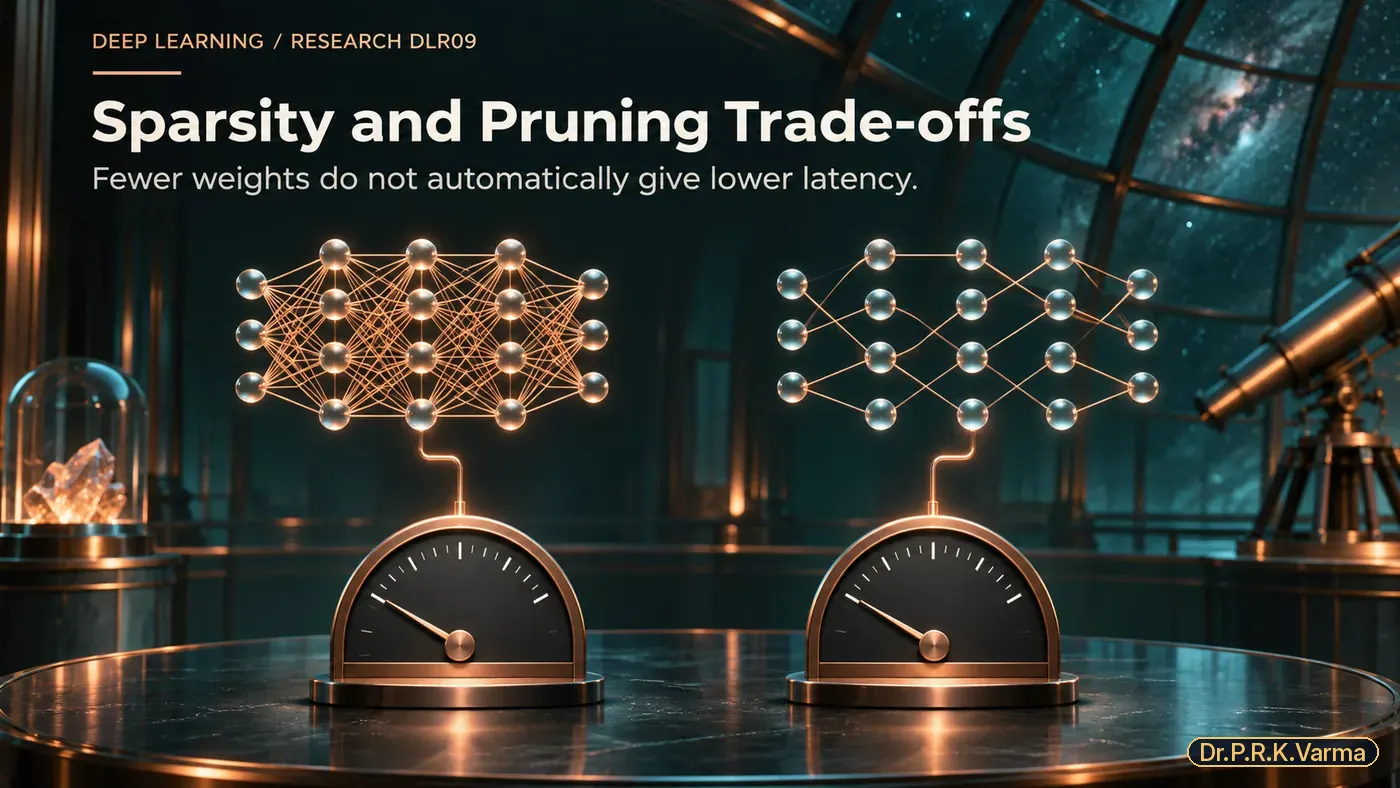 DEEP LEARNING / RESEARCH DLR09
Sparsity and Pruning Trade-offs
Fewer weights do not automatically give lower latency.
Dr.P.R.K.Varma